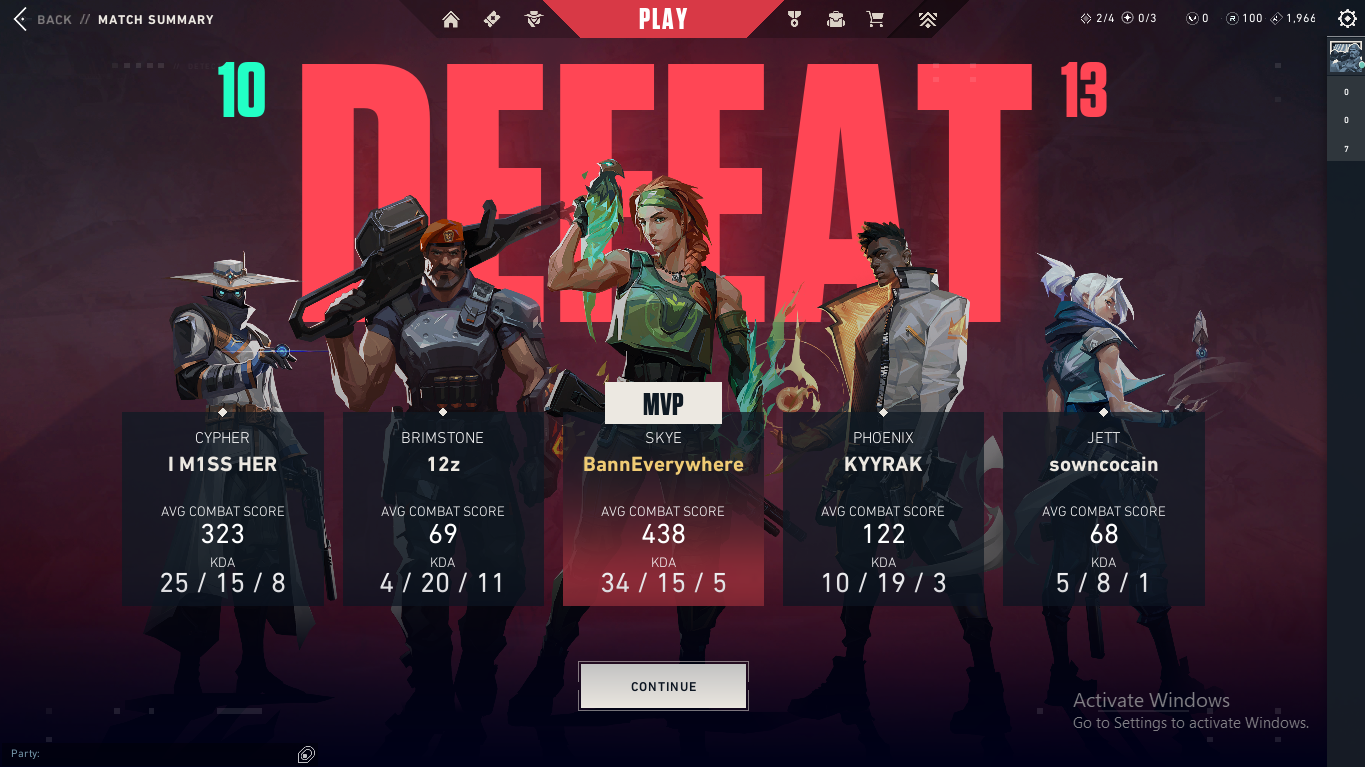 BACK // MATCH SUMMARY
PLAY
2/4 0/3 0 100 1,966
10
DEFEAT
13
0
0
7
MVP
CYPHER
I M1SS HER
AVG COMBAT SCORE
323
KDA
25 / 15 / 8
BRIMSTONE
12z
AVG COMBAT SCORE
69
KDA
4 / 20 / 11
SKYE
BannEverywhere
AVG COMBAT SCORE
438
KDA
34 / 15 / 5
PHOENIX
KYYRAK
AVG COMBAT SCORE
122
KDA
10 / 19 / 3
JETT
sowncocain
AVG COMBAT SCORE
68
KDA
5 / 8 / 1
CONTINUE
Activate Windows
Go to Settings to activate Windows.
Party: